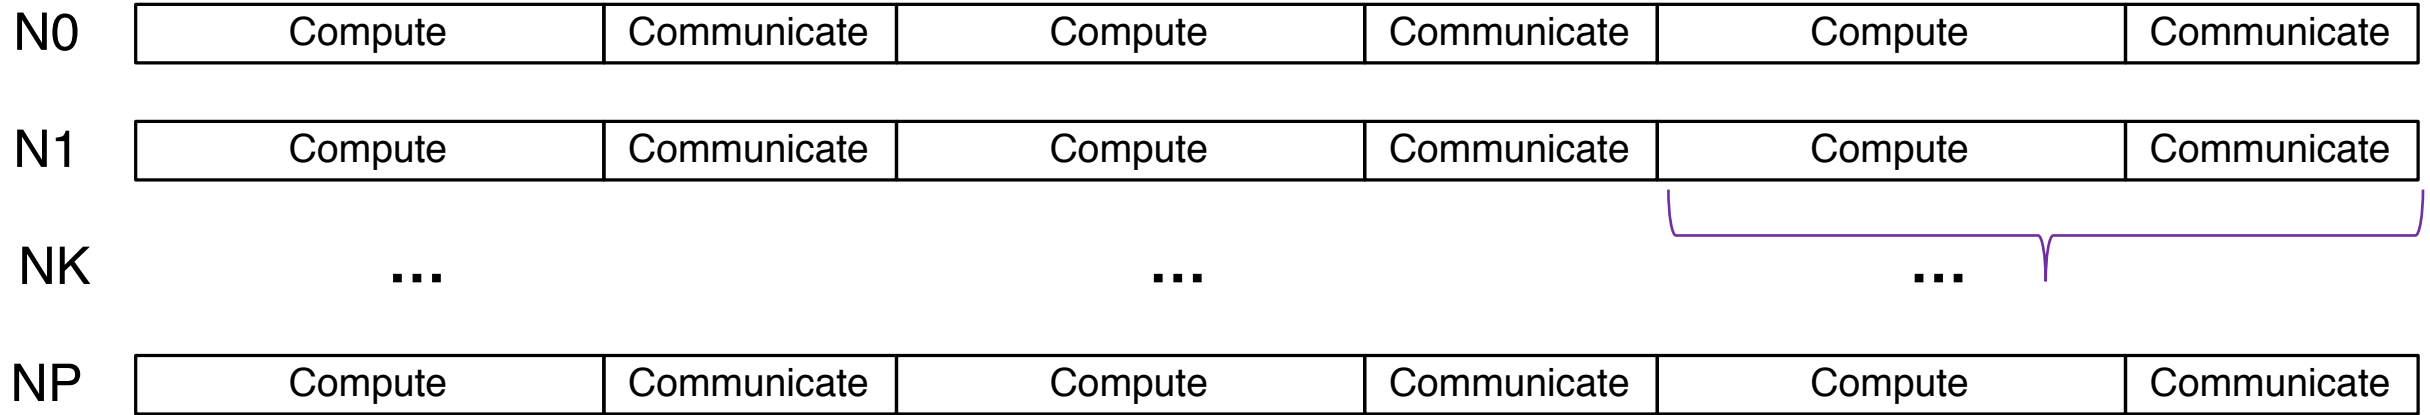 N0 Compute Communicate Compute Communicate Compute Communicate
N1 Compute Communicate Compute Communicate Compute Communicate
NK ... ... ...
NP Compute Communicate Compute Communicate Compute Communicate